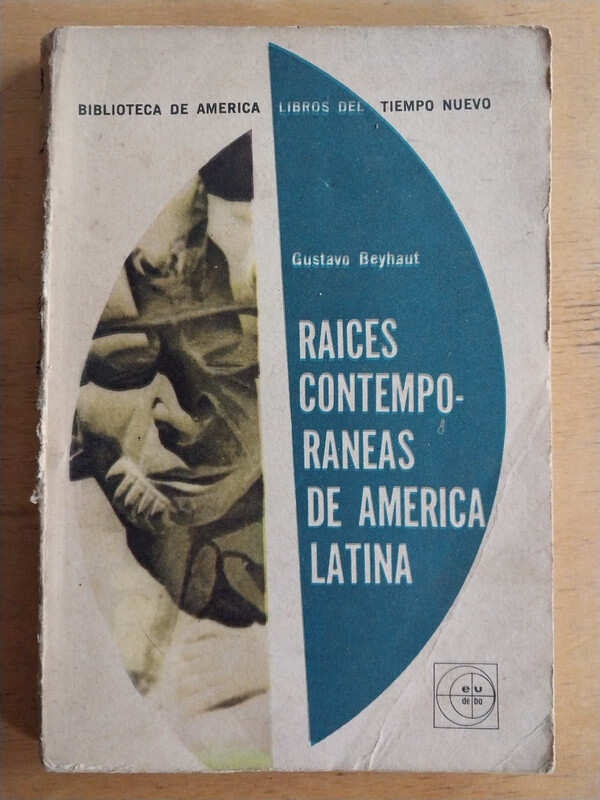 BIBLIOTECA DE AMERICA LIBROS DEL TIEMPO NUEVO
Gustavo Beyhaut
RAICES
CONTEMPO-
RANEAS
DE AMERICA
LATINA
eu
de ba